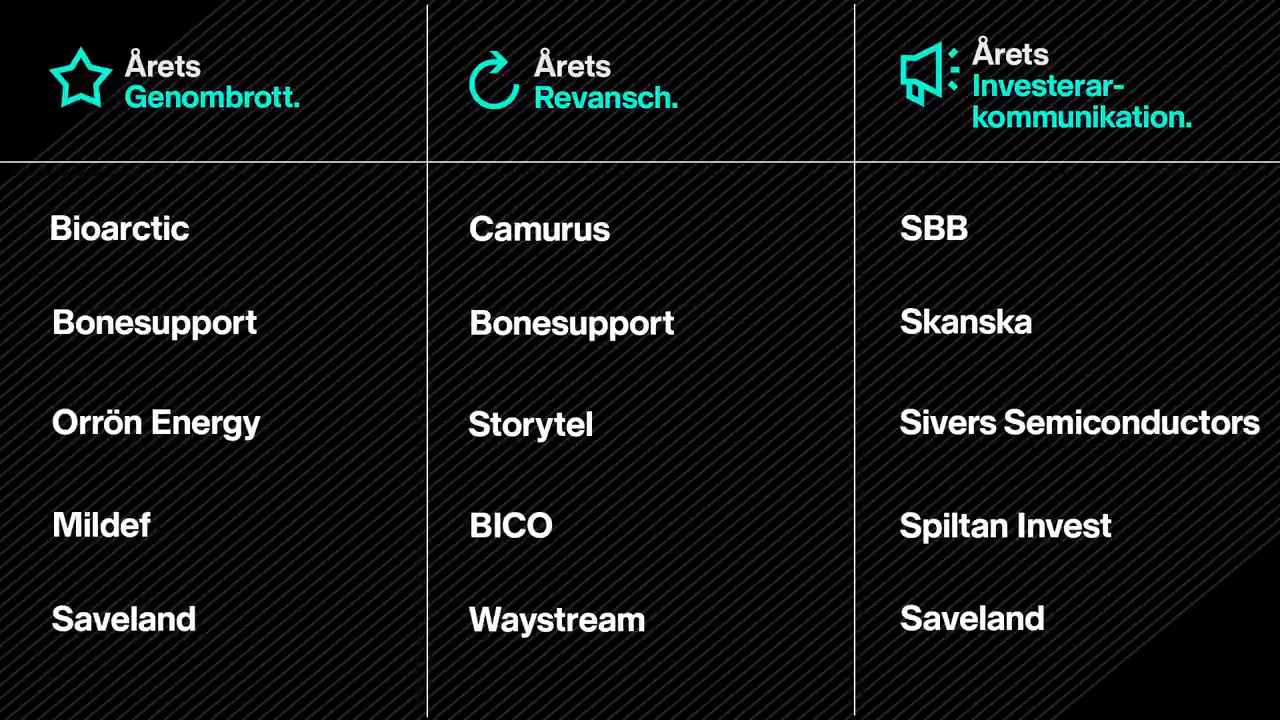 Årets
Genombrott.
Bioarctic
Bonesupport
Orrön Energy
Mildef
Saveland
Årets
Revansch.
Camurus
Bonesupport
Storytel
BICO
Waystream
Årets
Investerar-
kommunikation.
SBB
Skanska
Sivers Semiconductors
Spiltan Invest
Saveland